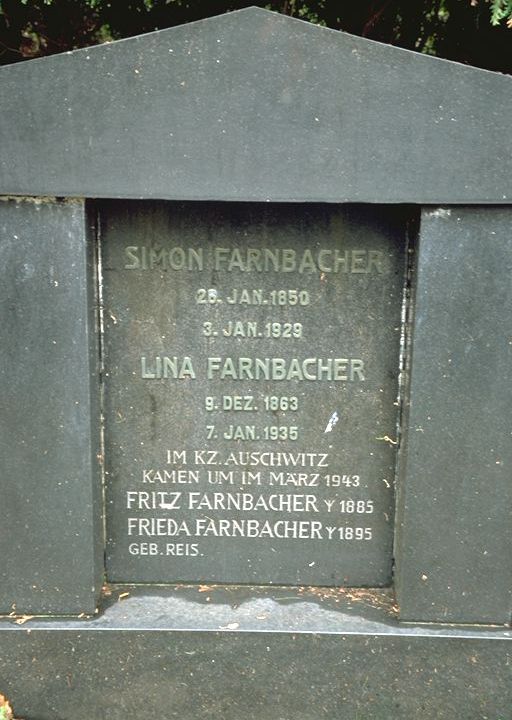 SIMON FARNBACHER
28. JAN. 1850
3. JAN. 1929
LINA FARNBACHER
9. DEZ. 1863
7. JAN. 1935
IM KZ. AUSCHWITZ
KAMEN UM IM MÄRZ 1943.
FRITZ FARNBACHER ᛉ 1885
FRIEDA FARNBACHER ᛉ 1895
GEB. REIS.